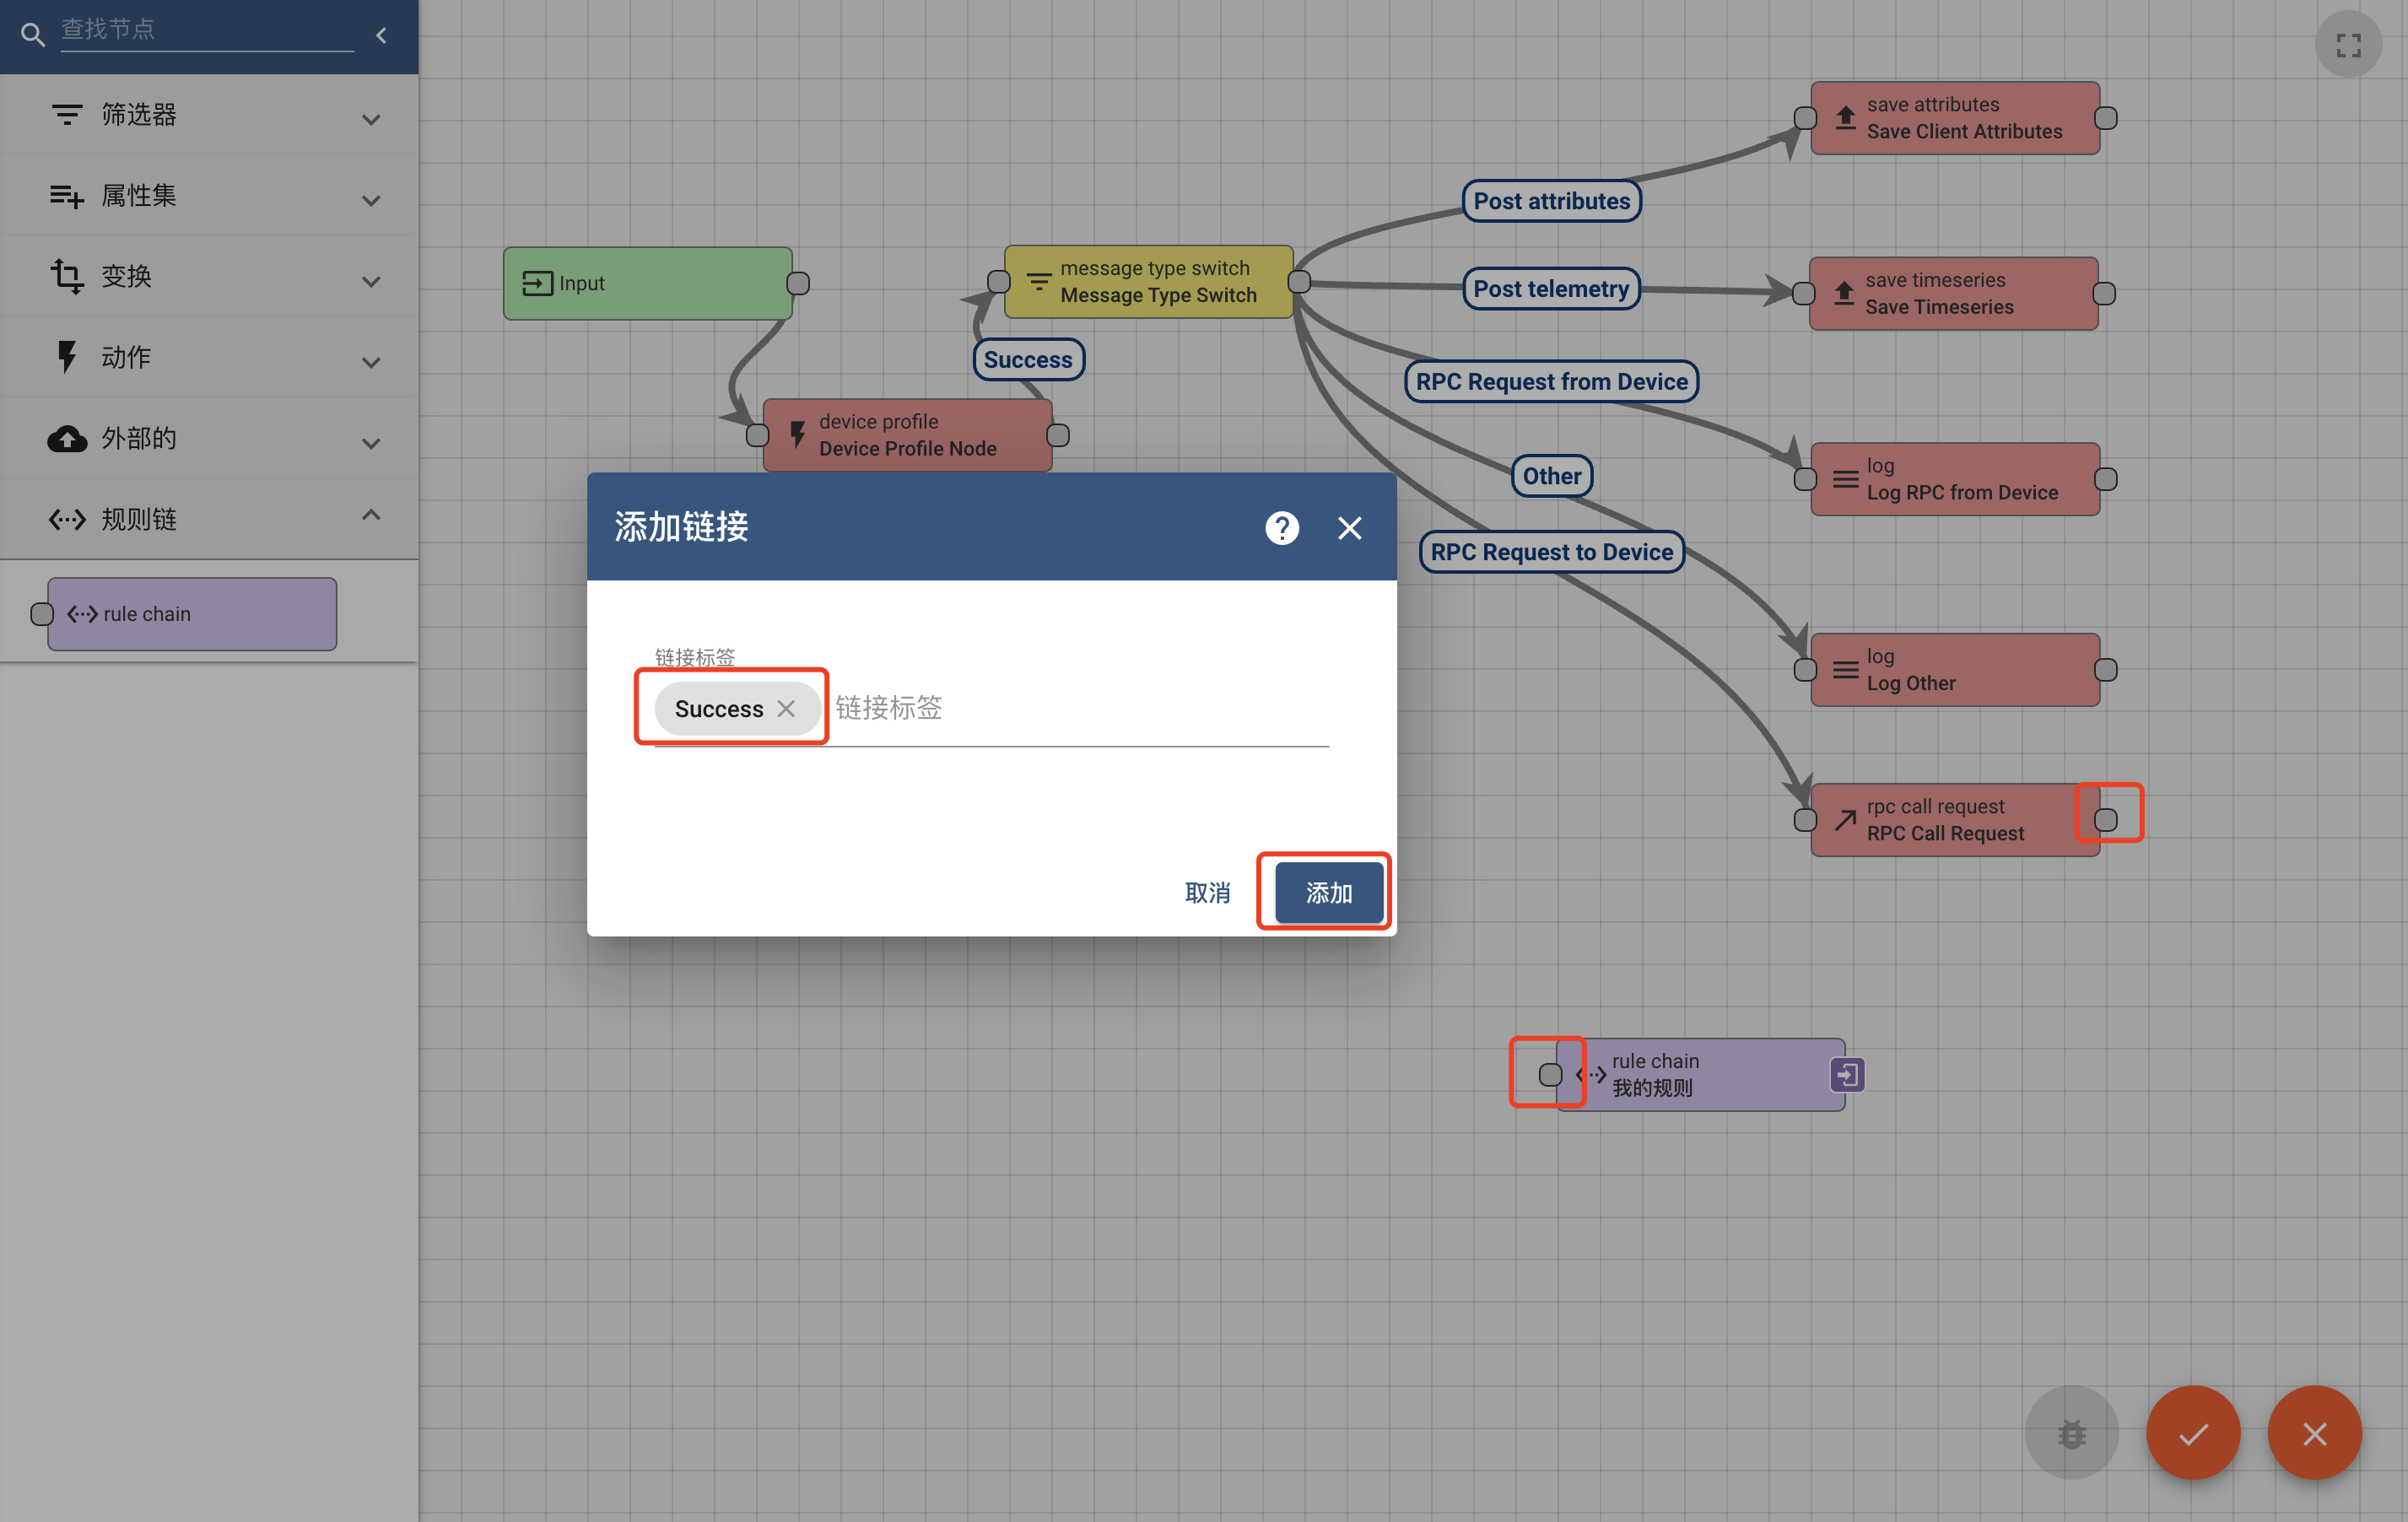 查找节点
筛选器
属性集
变换
动作
外部的
规则链
rule chain
Input
device profile
Device Profile Node
Success
message type switch
Message Type Switch
Post attributes
Post telemetry
RPC Request from Device
Other
RPC Request to Device
save attributes
Save Client Attributes
save timeseries
Save Timeseries
log
Log RPC from Device
log
Log Other
rpc call request
RPC Call Request
rule chain
我的规则
添加链接
链接标签
Success
链接标签
取消
添加